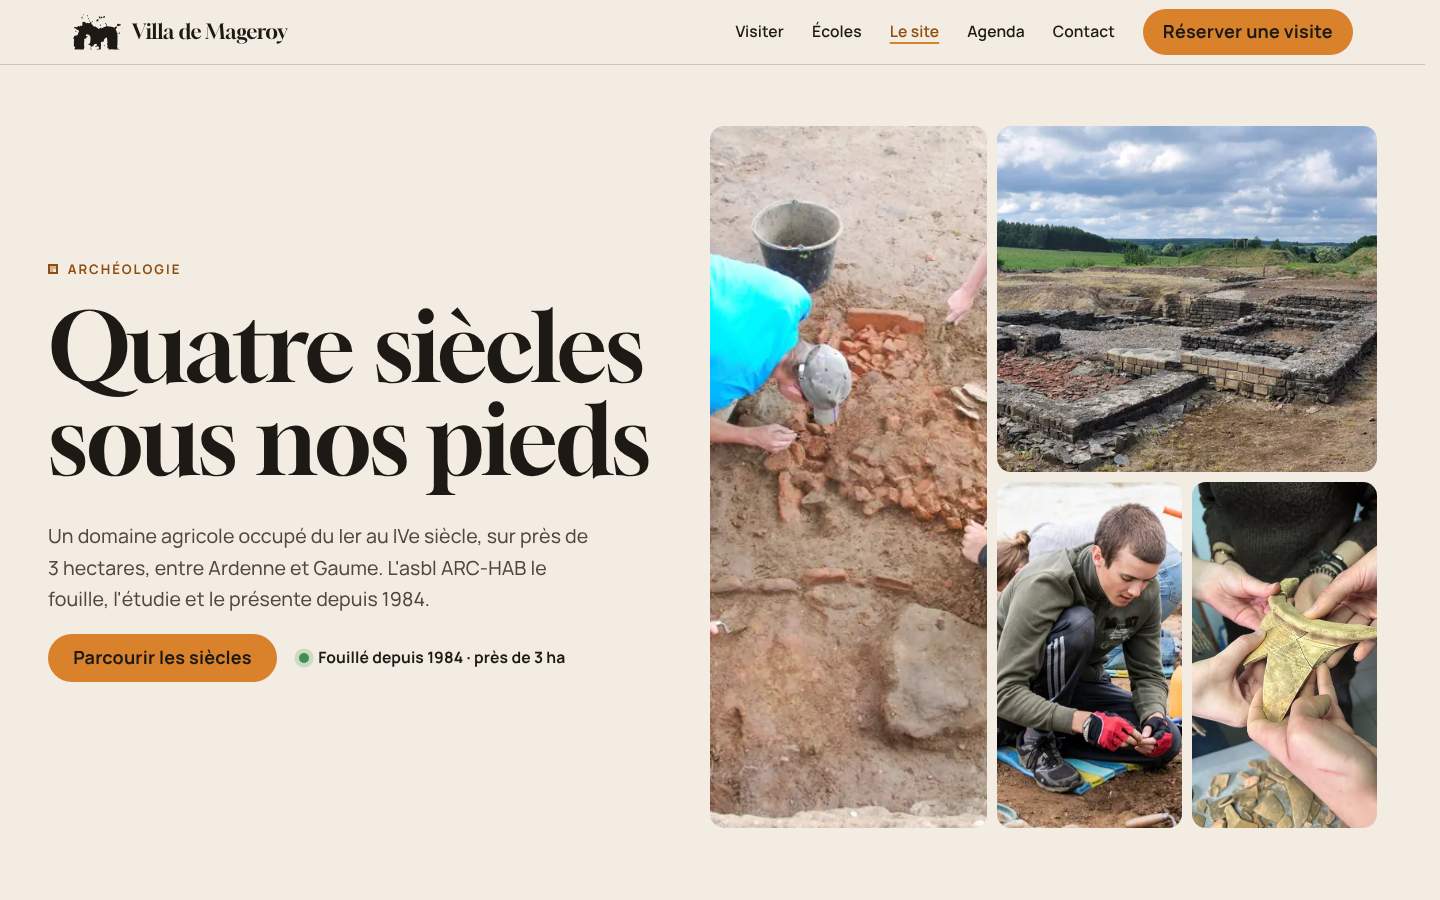 Villa de Mageroy
Visiter
Écoles
Le site
Agenda
Contact
Réserver une visite
ARCHÉOLOGIE
Quatre siècles
sous nos pieds
Un domaine agricole occupé du Ier au IVe siècle, sur près de
3 hectares, entre Ardenne et Gaume. L'asbl ARC-HAB le
fouille, l'étudie et le présente depuis 1984.
Parcourir les siècles
Fouillé depuis 1984 · près de 3 ha